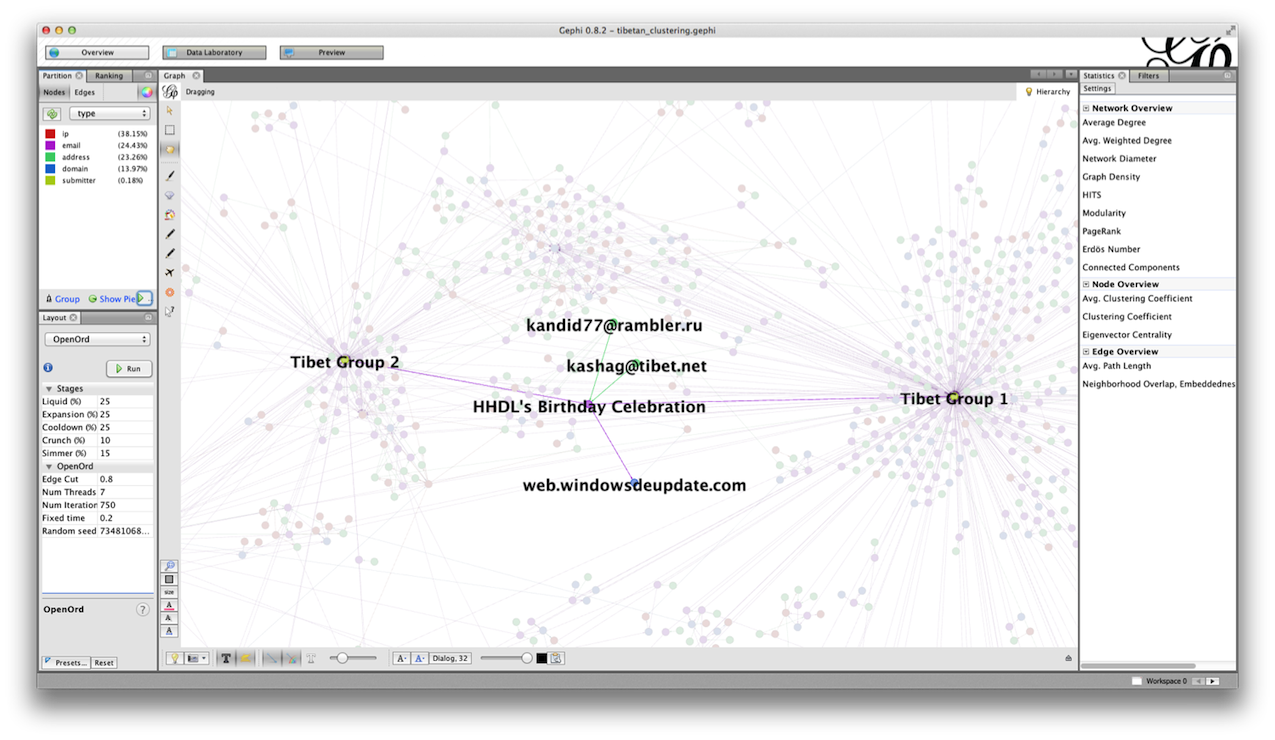 Gephi 0.8.2 – tibetan_clustering.gephi
Overview
Data Laboratory
Preview
Partition
Ranking
Nodes
Edges
type
ip (38.15%)
email (24.43%)
address (23.26%)
domain (13.97%)
submitter (0.18%)
Group
Show Pie
Layout
OpenOrd
Run
Stages
Liquid (%) 25
Expansion (%) 25
Cooldown (%) 25
Crunch (%) 10
Simmer (%) 15
OpenOrd
Edge Cut 0.8
Num Threads 7
Num Iteration 750
Fixed time 0.2
Random seed 73481068...
OpenOrd
Presets...
Reset
Graph
Dragging
Hierarchy
size
kandid77@rambler.ru
kashag@tibet.net
Tibet Group 2
HHDL's Birthday Celebration
Tibet Group 1
web.windowsdeupdate.com
Dialog, 32
Statistics
Filters
Settings
Network Overview
Average Degree
Avg. Weighted Degree
Network Diameter
Graph Density
HITS
Modularity
PageRank
Erdös Number
Connected Components
Node Overview
Avg. Clustering Coefficient
Clustering Coefficient
Eigenvector Centrality
Edge Overview
Avg. Path Length
Neighborhood Overlap, Embeddednes
Workspace 0